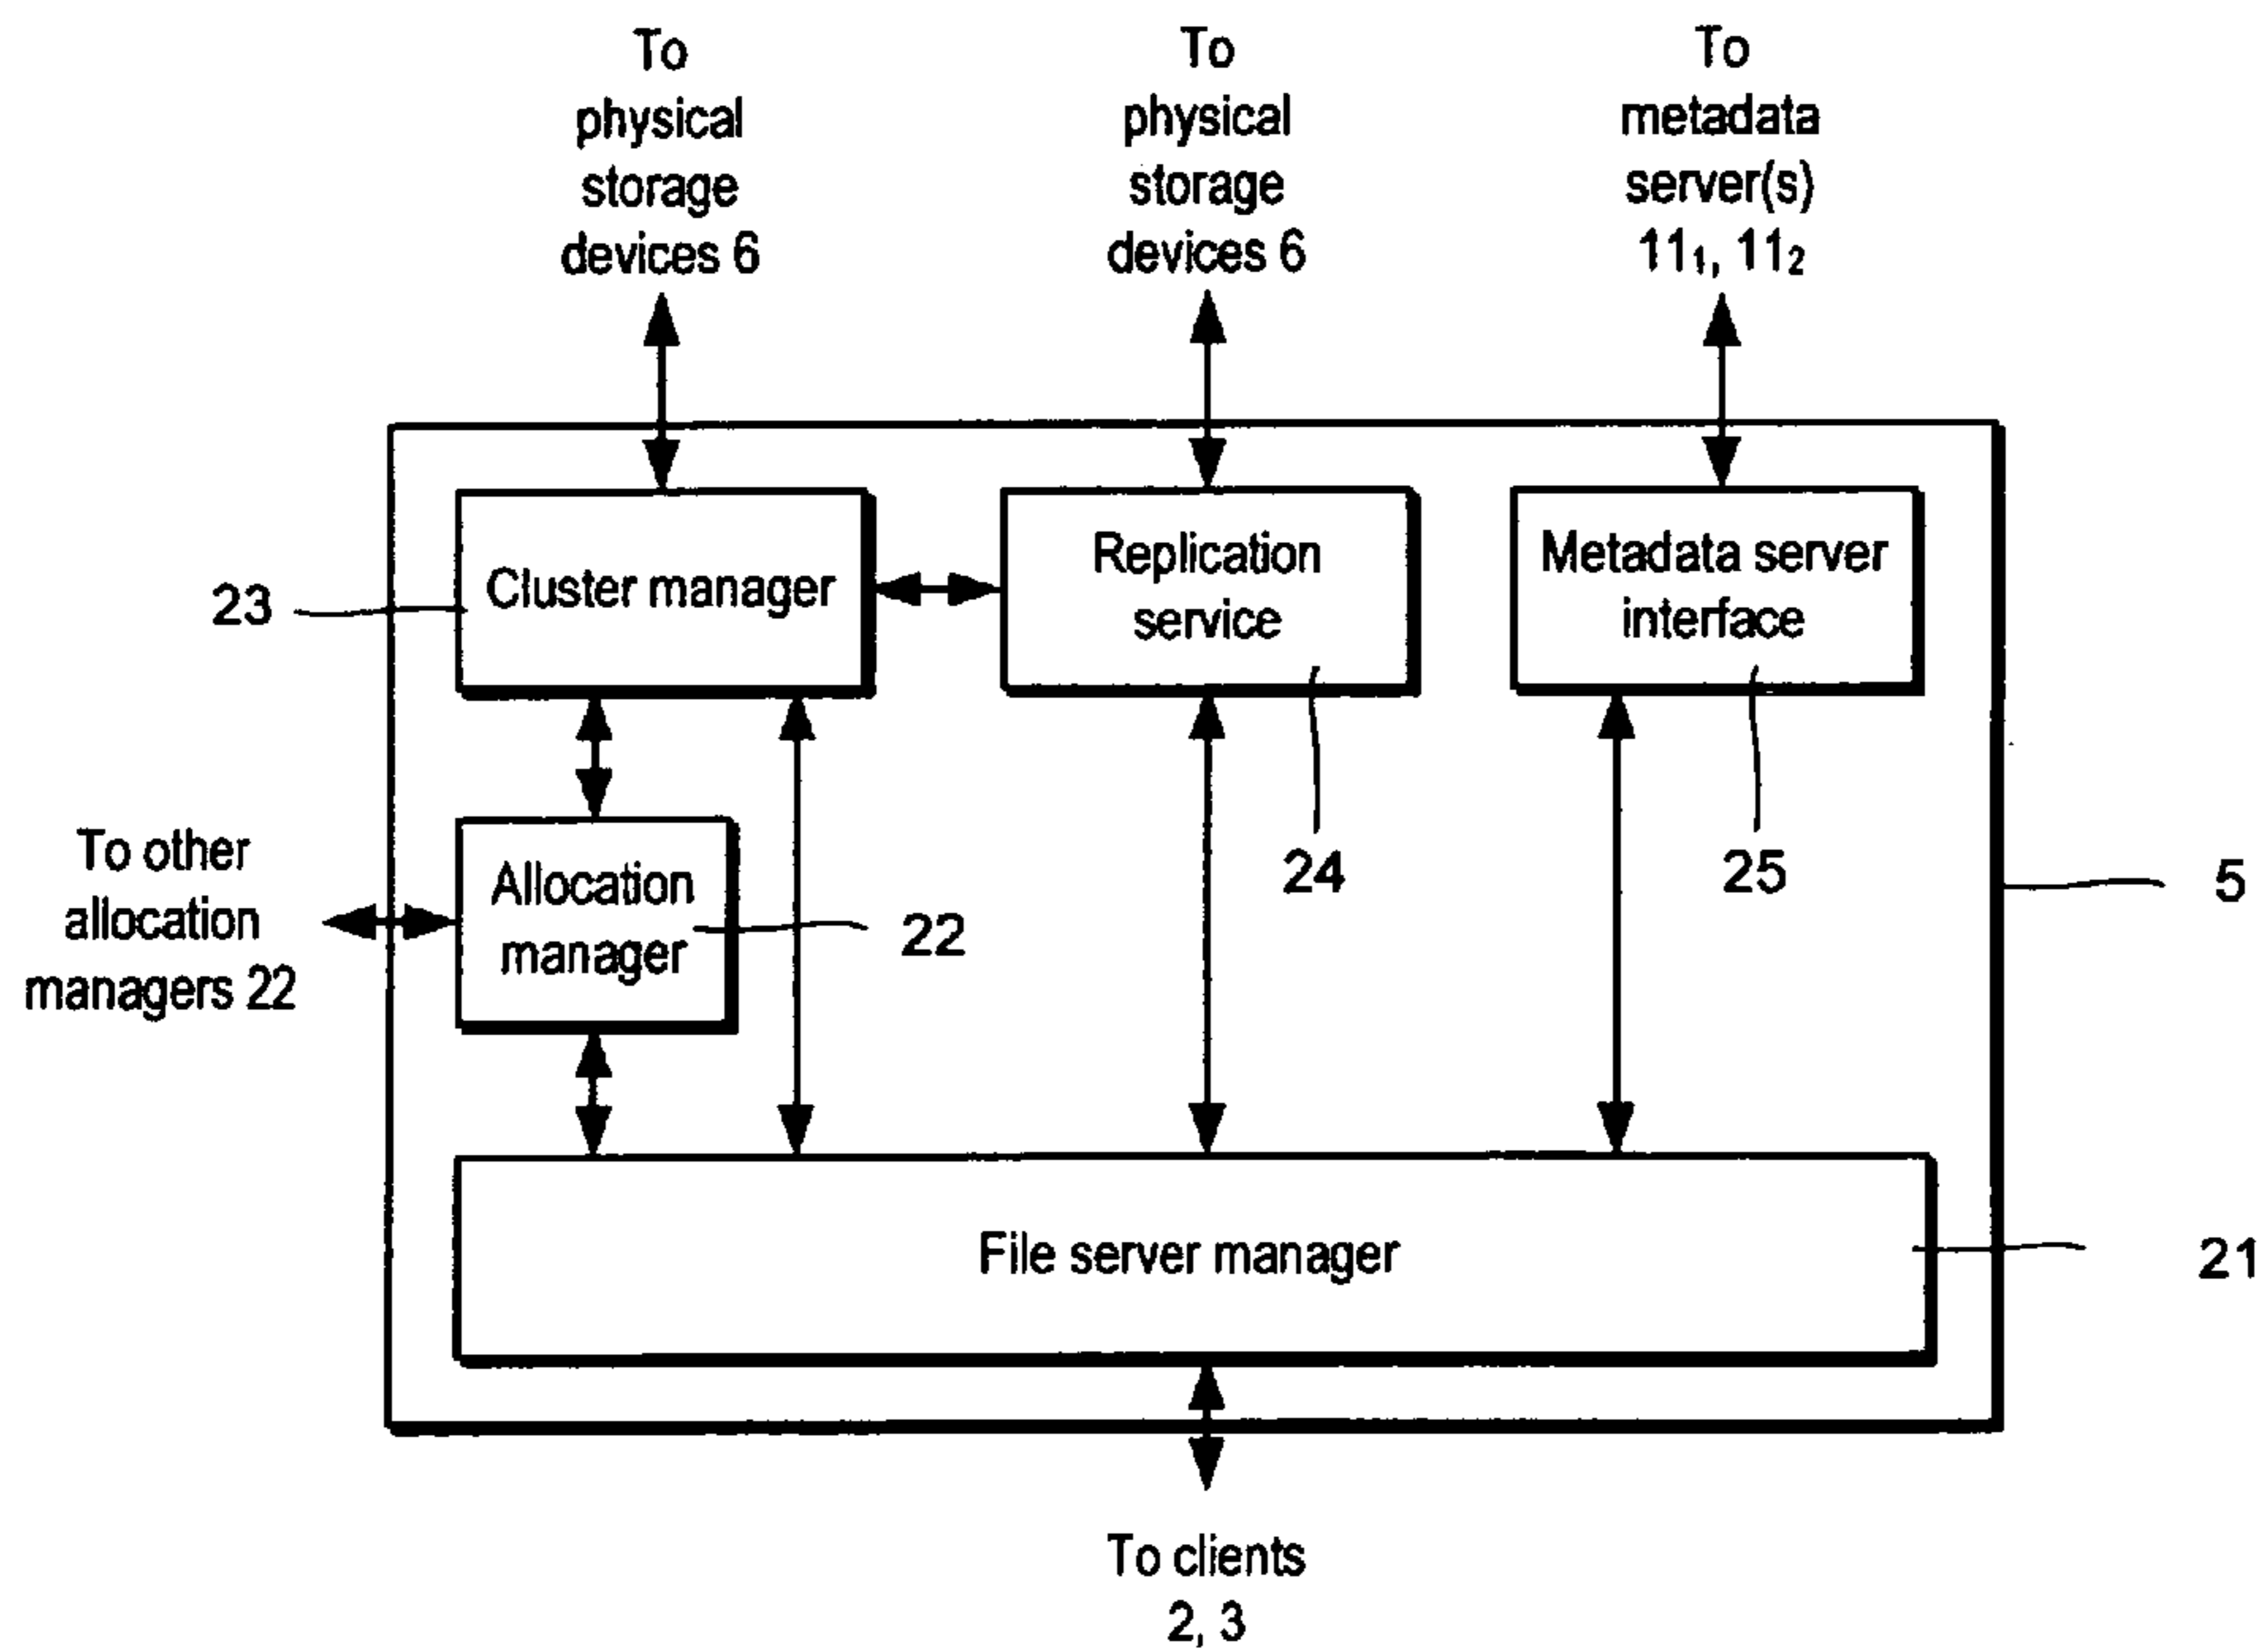 To
physical
storage
devices 6
To
physical
storage
devices 6
To
metadata
server(s)
11₁, 11₂
23
Cluster manager
Replication
service
Metadata server
interface
To other
allocation
managers 22
Allocation
manager
22
24
25
5
File server manager
21
To clients
2, 3